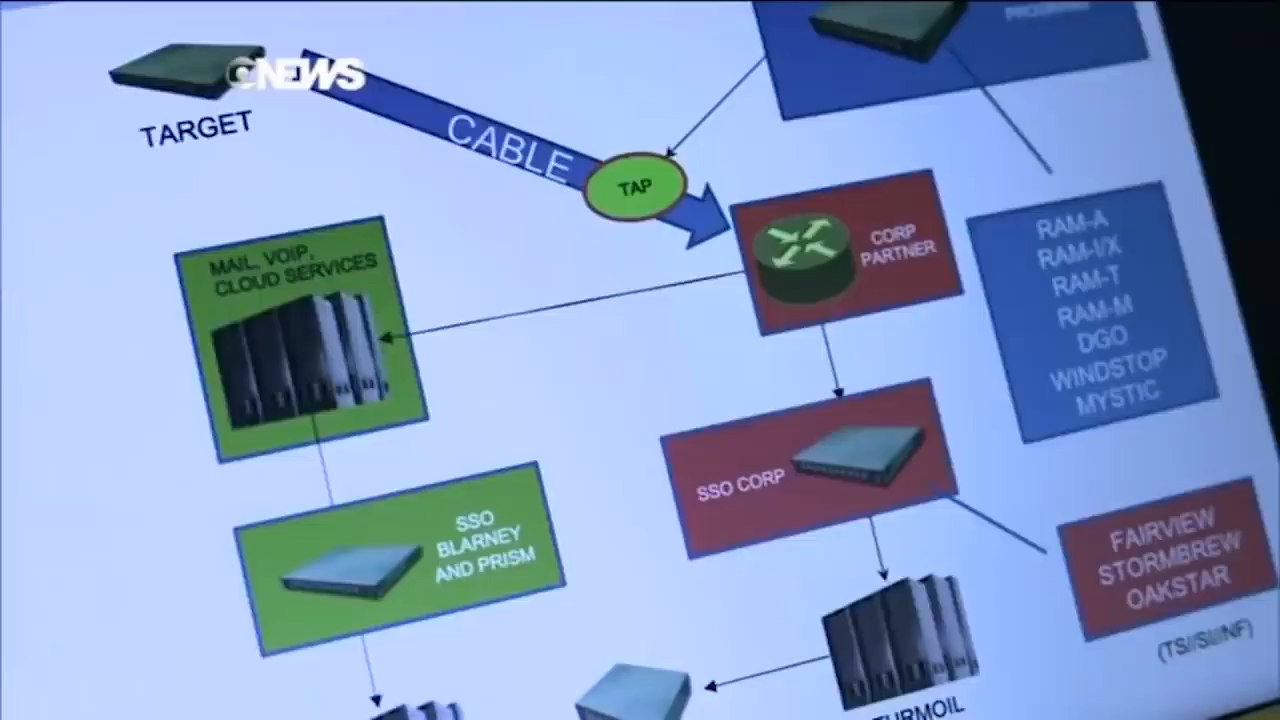 GNEWS
TARGET
CABLE
TAP
CORP
PARTNER
MAIL, VOIP,
CLOUD SERVICES
RAM-A
RAM-I/X
RAM-T
RAM-M
DGO
WINDSTOP
MYSTIC
SSO CORP
SSO
BLARNEY
AND PRISM
FAIRVIEW
STORMBREW
OAKSTAR
(TS//SI//NF)
TURMOIL